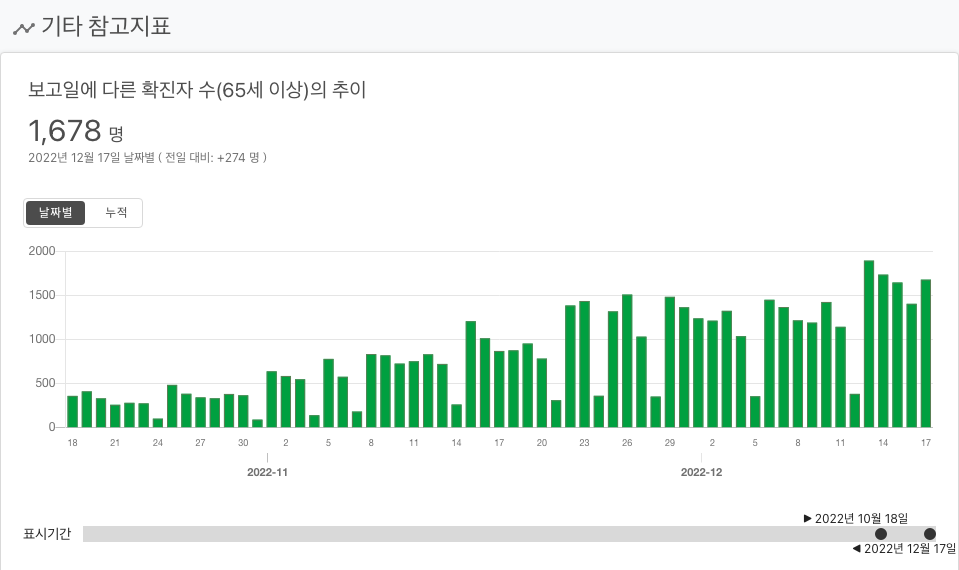 기타 참고지표
보고일에 다른 확진자 수(65세 이상)의 추이
1,678 명
2022년 12월 17일 날짜별 ( 전일 대비: +274 명 )
날짜별 누적
2000
1500
1000
500
0
18 21 24 27 30 2 5 8 11 14 17 20 23 26 29 2 5 8 11 14 17
2022-11 2022-12
▶ 2022년 10월 18일
표시기간
◀ 2022년 12월 17일